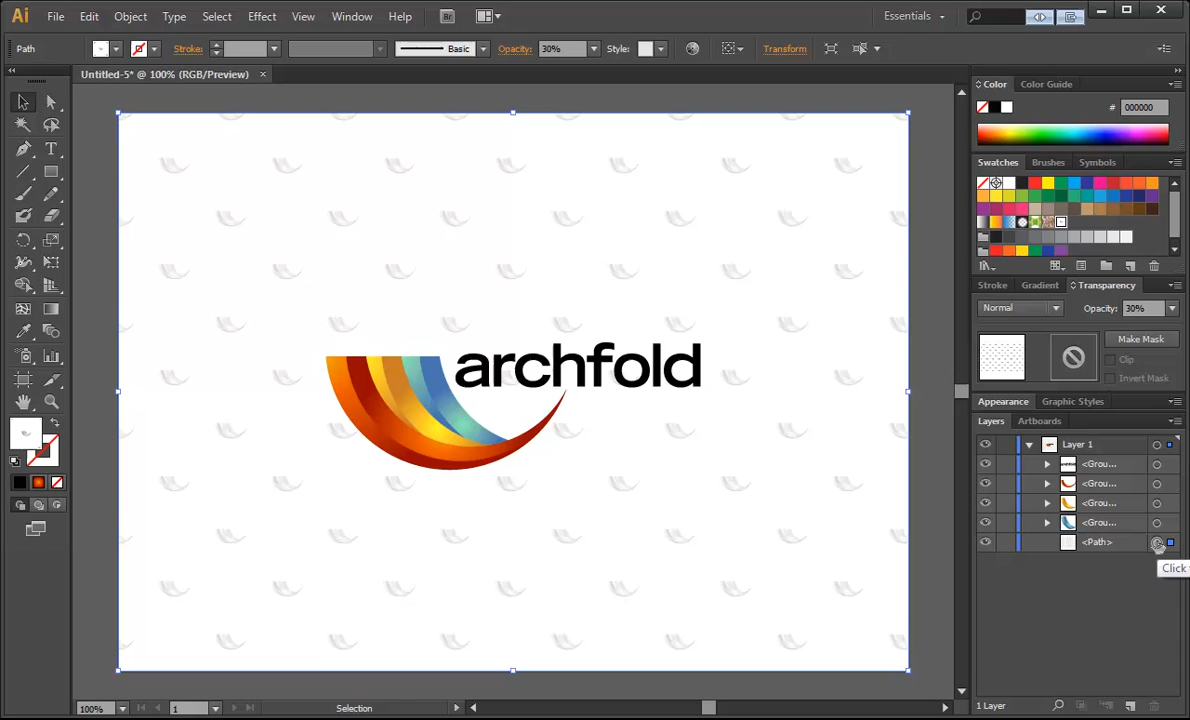 Ai File Edit Object Type Select Effect View Window Help Br Essentials
Path Stroke: Basic Opacity: 30% Style: Transform
Untitled-5* @ 100% (RGB/Preview) ×
Color Color Guide
# 000000
Swatches Brushes Symbols
Stroke Gradient Transparency
Normal Opacity: 30%
Make Mask
Clip
Invert Mask
archfold
Appearance Graphic Styles
Layers Artboards
Layer 1
<Grou...
<Grou...
<Grou...
<Grou...
<Path>
Click
100% 1 Selection
1 Layer